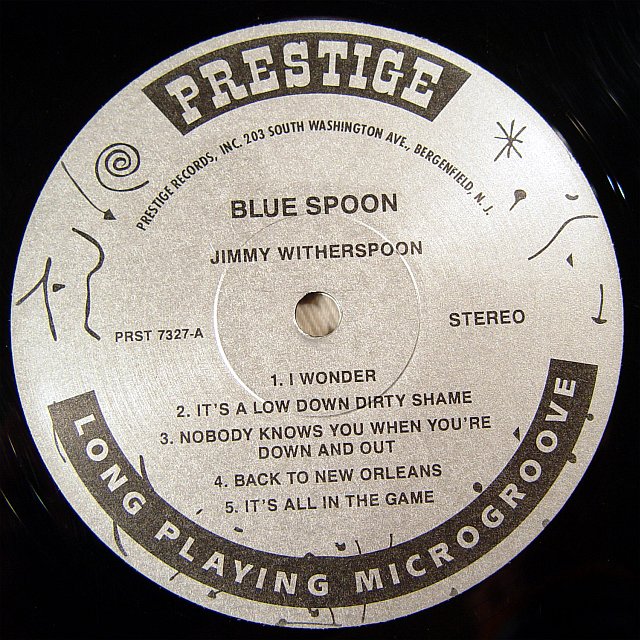 PRESTIGE
PRESTIGE RECORDS, INC. 203 SOUTH WASHINGTON AVE., BERGENFIELD, N. J.
BLUE SPOON
JIMMY WITHERSPOON
PRST 7327-A
STEREO
1. I WONDER
2. IT'S A LOW DOWN DIRTY SHAME
3. NOBODY KNOWS YOU WHEN YOU'RE
DOWN AND OUT
4. BACK TO NEW ORLEANS
5. IT'S ALL IN THE GAME
LONG PLAYING MICROGROOVE